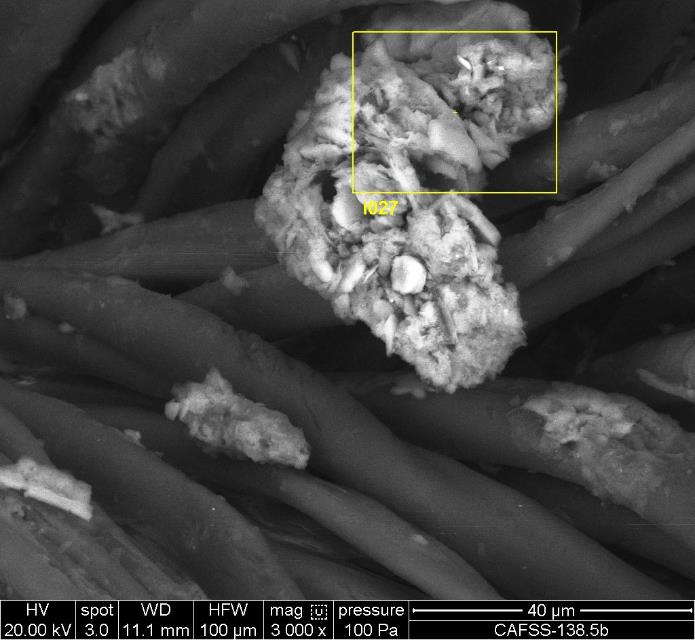 I027
HV spot WD HFW mag pressure 40 µm
20.00 kV 3.0 11.1 mm 100 µm 3 000 x 100 Pa CAFSS-138.5b